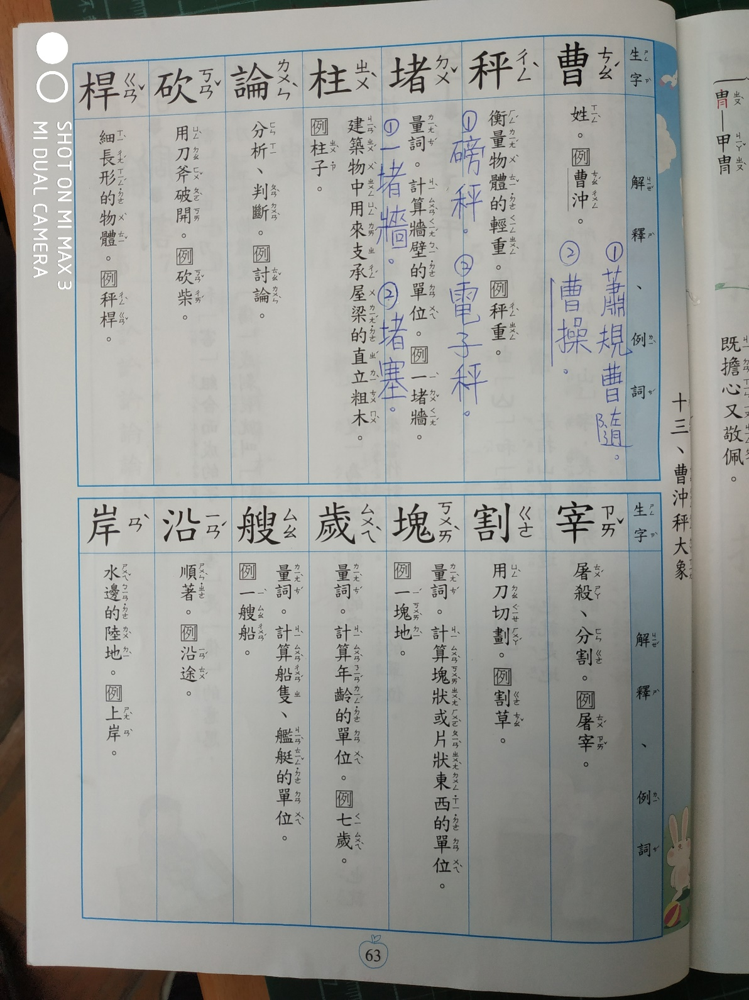 生字 解釋、例詞
曹 ㄘㄠˊ
姓。例曹沖。
①蕭規曹隨。
②曹操。
秤 ㄔㄥˋ
衡量物體的輕重。例秤重。
①磅秤。②電子秤。
堵 ㄉㄨˇ
量詞。計算牆壁的單位。例一堵牆。
①一堵牆。②堵塞。
柱 ㄓㄨˋ
建築物中用來支承屋梁的直立粗木。
例柱子。
論 ㄌㄨㄣˋ
分析、判斷。例討論。
砍 ㄎㄢˇ
用刀斧破開。例砍柴。
桿 ㄍㄢˇ
細長形的物體。例秤桿。
生字 解釋、例詞
宰 ㄗㄞˇ
屠殺、分割。例屠宰。
割 ㄍㄜ
用刀切劃。例割草。
塊 ㄎㄨㄞˋ
量詞。計算塊狀或片狀東西的單位。
例一塊地。
歲 ㄙㄨㄟˋ
量詞。計算年齡的單位。例七歲。
艘 ㄙㄠ
量詞。計算船隻、艦艇的單位。
例一艘船。
沿 ㄧㄢˊ
順著。例沿途。
岸 ㄢˋ
水邊的陸地。例上岸。
十三、曹沖秤大象
63
冑—甲冑
既擔心又敬佩。
SHOT ON MI MAX 3
MI DUAL CAMERA